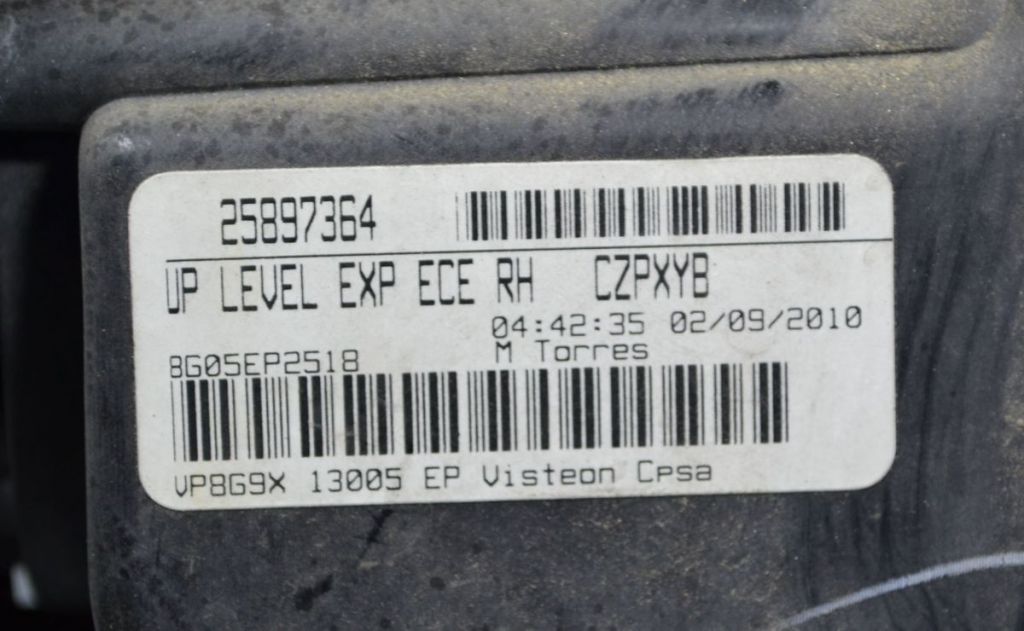 25897364
UP LEVEL EXP ECE RH CZPXYB
04:42:35 02/09/2010
M Torres
8G05EP2518
VP8G9X 13005 EP Visteon Cpsa